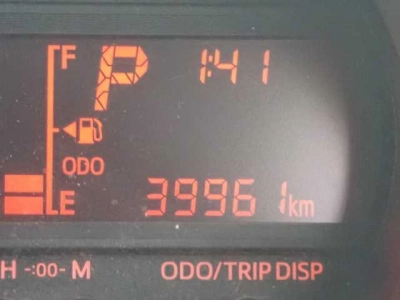 F P 1:41
ODO
E 39961km
H -:00- M ODO/TRIP DISP